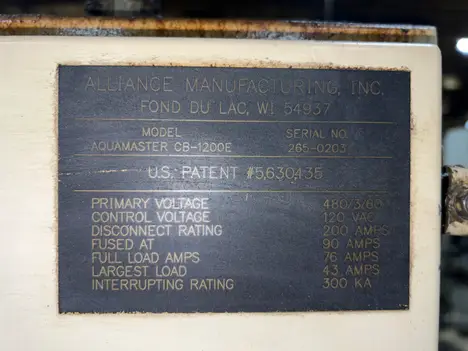 ALLIANCE MANUFACTURING, INC.
FOND DU LAC, WI 54937
MODEL SERIAL NO.
AQUAMASTER CB-1200E 265-0203
U.S. PATENT #5,630,435
PRIMARY VOLTAGE 480/3/60
CONTROL VOLTAGE 120 VAC
DISCONNECT RATING 200 AMPS
FUSED AT 90 AMPS
FULL LOAD AMPS 76 AMPS
LARGEST LOAD 43 AMPS
INTERRUPTING RATING 300 KA